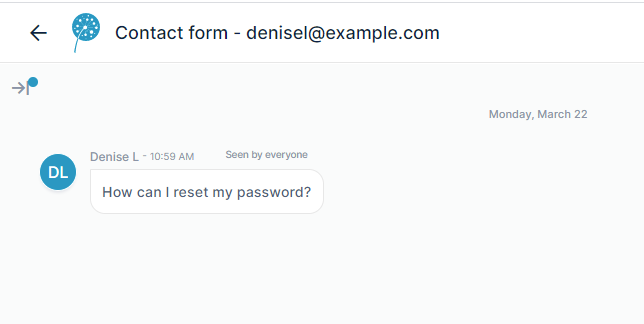 Contact form - denisel@example.com
Monday, March 22
Denise L - 10:59 AM Seen by everyone
DL
How can I reset my password?